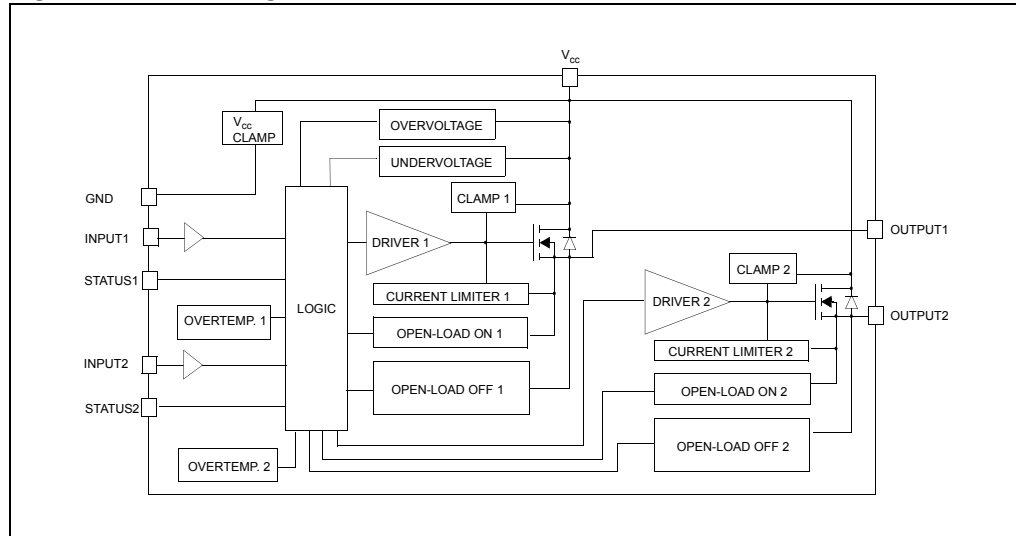 Vcc
Vcc
CLAMP
OVERVOLTAGE
UNDERVOLTAGE
GND
CLAMP 1
INPUT1
DRIVER 1
OUTPUT1
STATUS1
LOGIC
CURRENT LIMITER 1
CLAMP 2
DRIVER 2
OVERTEMP. 1
OPEN-LOAD ON 1
OUTPUT2
INPUT2
CURRENT LIMITER 2
OPEN-LOAD OFF 1
OPEN-LOAD ON 2
STATUS2
OPEN-LOAD OFF 2
OVERTEMP. 2